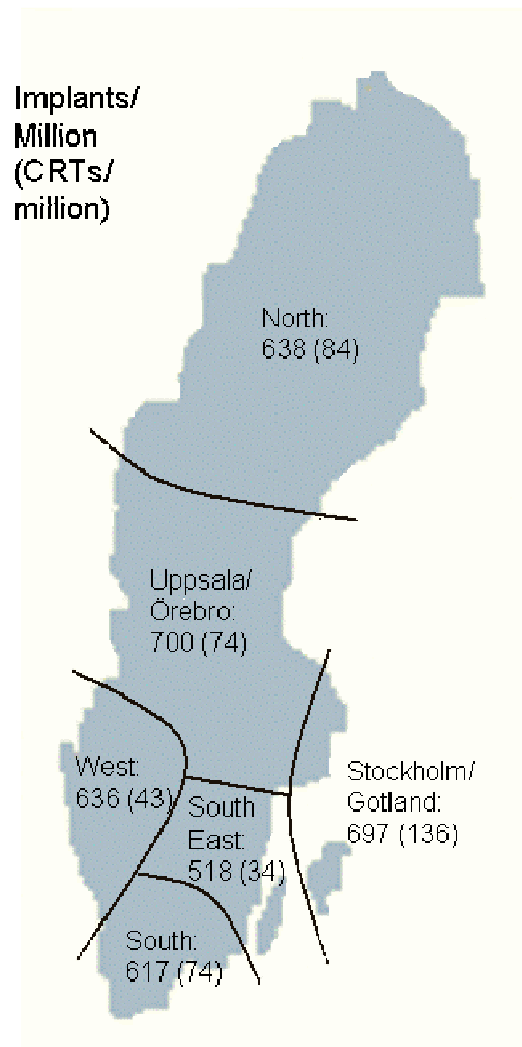 Implants/
Million
(CRTs/
million)
North:
638 (84)
Uppsala/
Örebro:
700 (74)
West:
636 (43)
South
East:
518 (34)
Stockholm/
Gotland:
697 (136)
South:
617 (74)